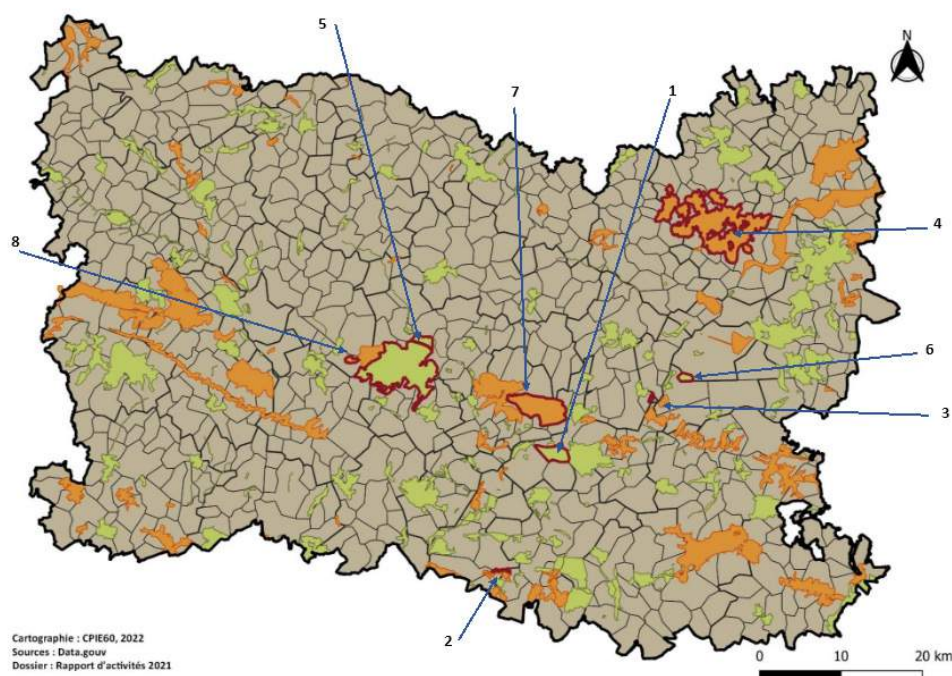 5
7
1
N
4
8
6
3
2
Cartographie : CPIE60, 2022
Sources : Data.gouv
Dossier : Rapport d'activités 2021
0 10 20 km